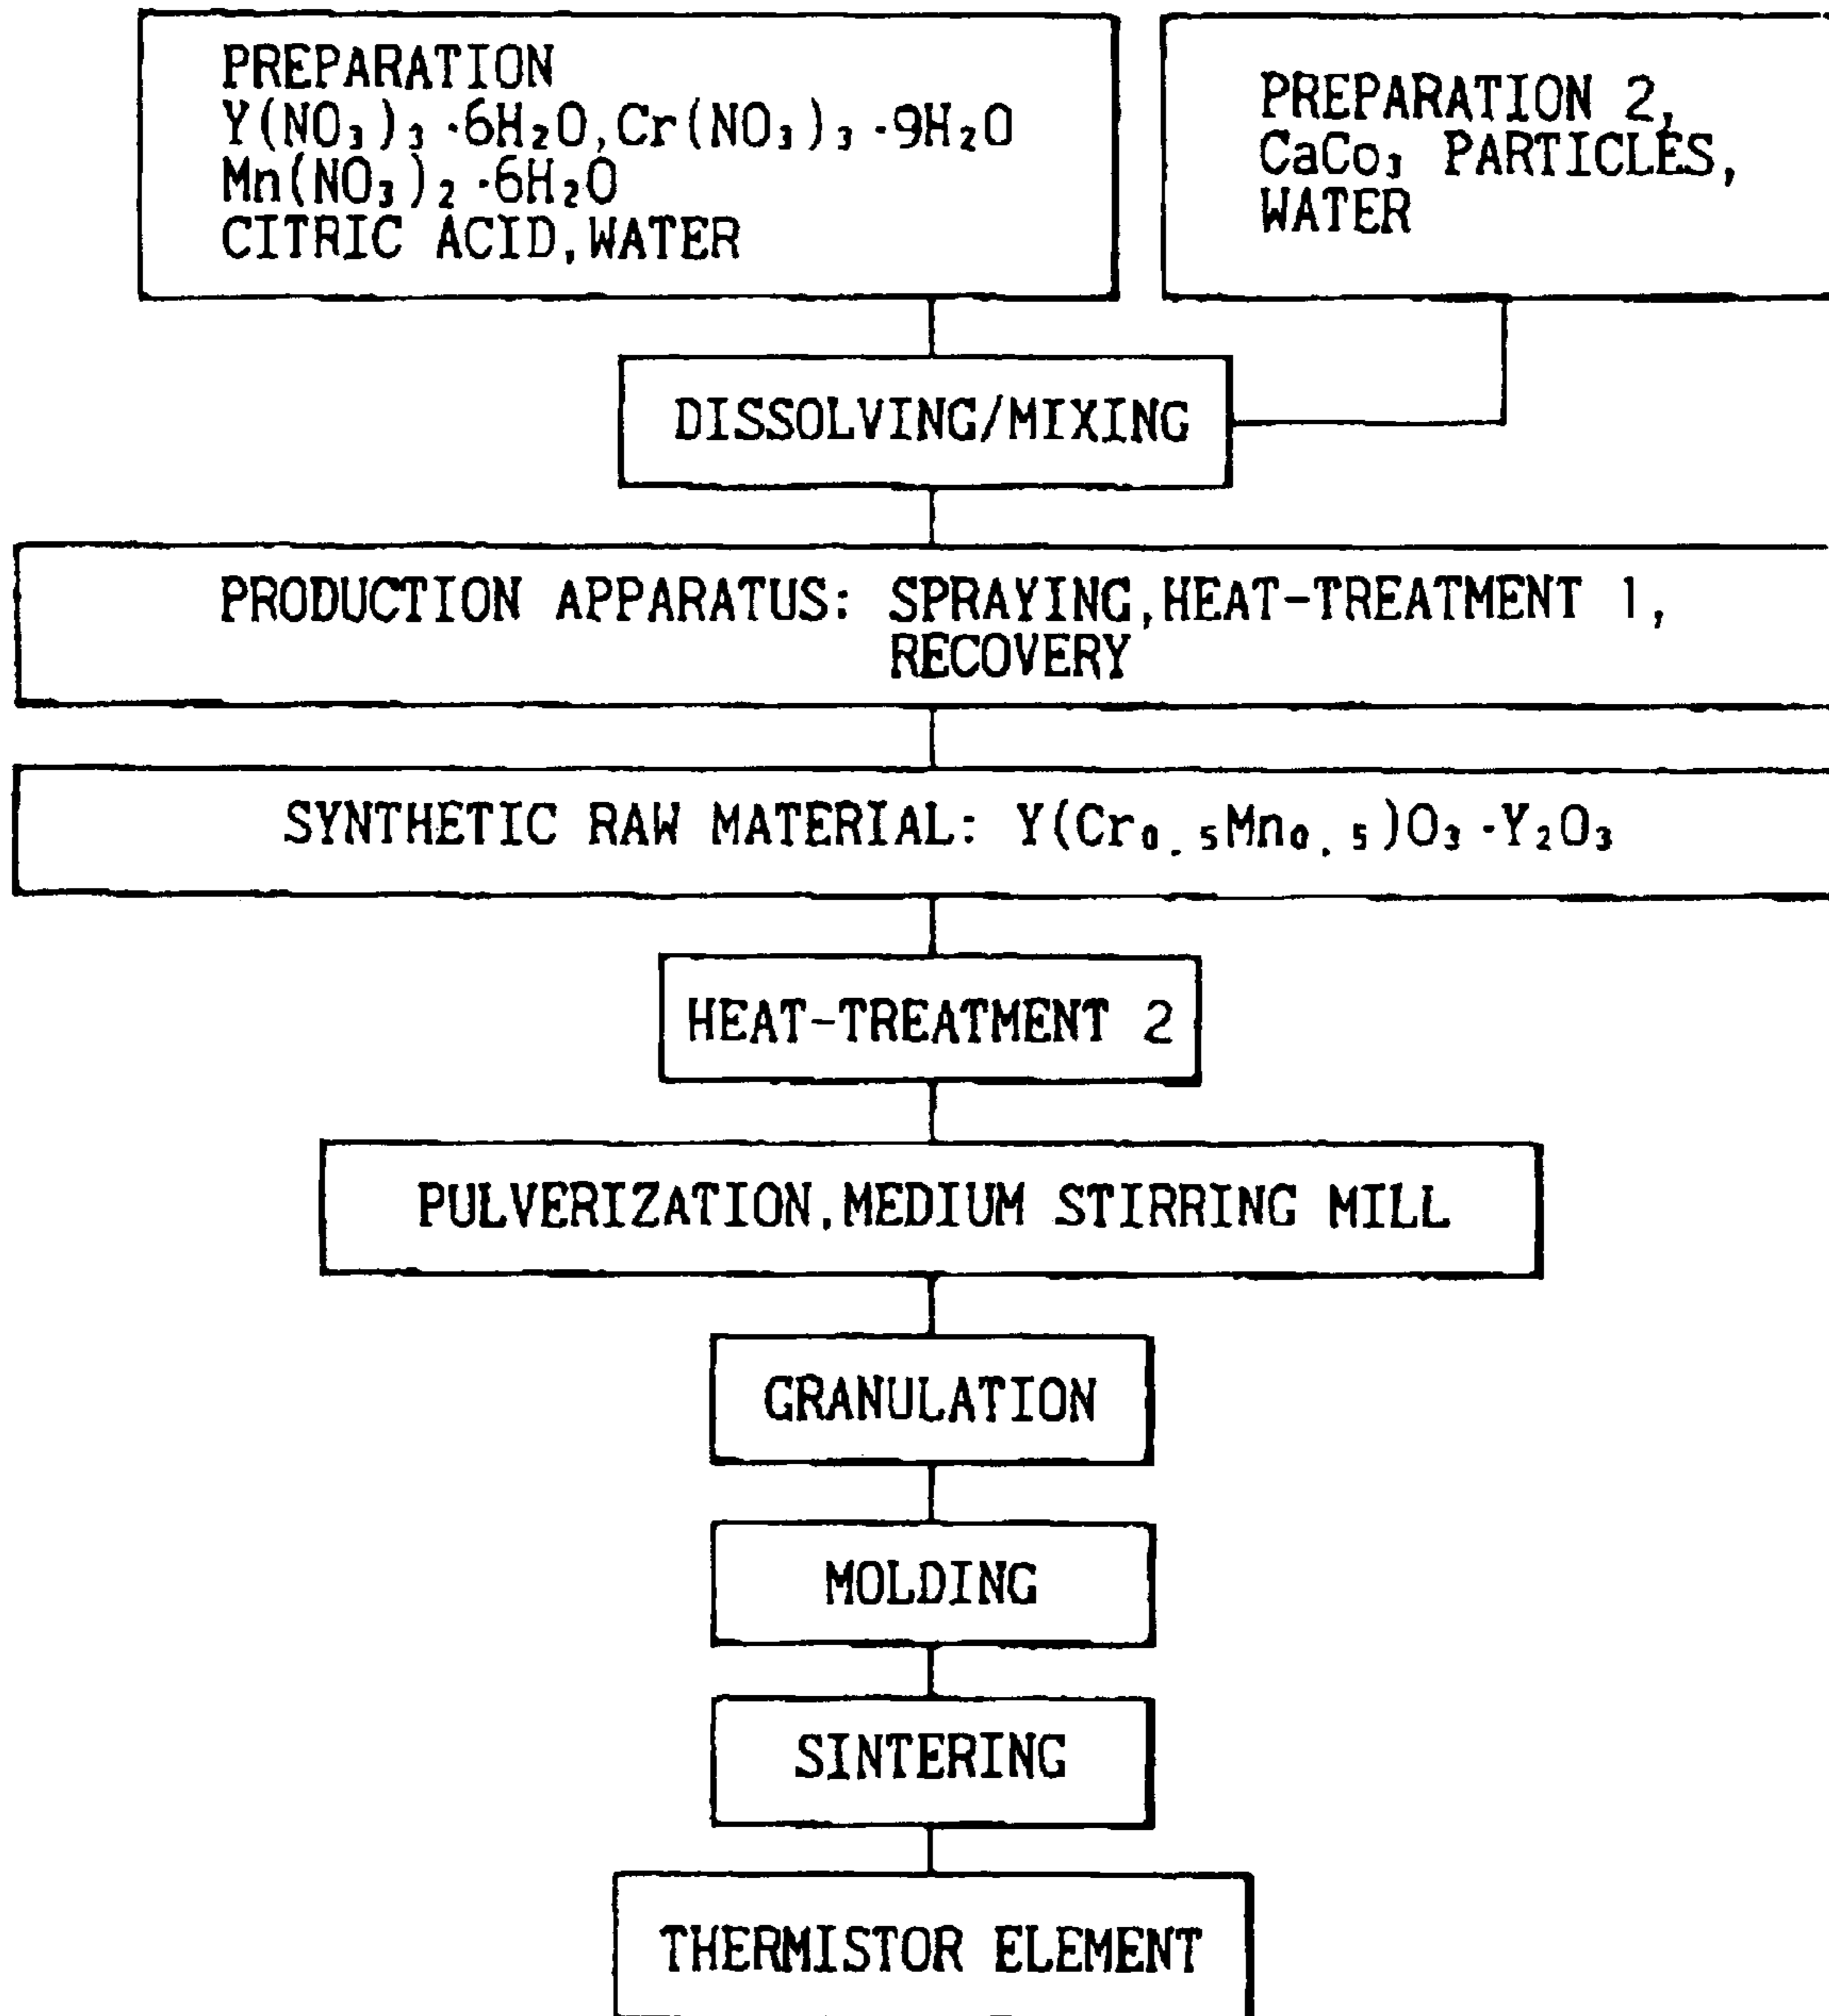 PREPARATION
Y(NO₃)₃·6H₂O,Cr(NO₃)₃·9H₂O
Mn(NO₃)₂·6H₂O
CITRIC ACID,WATER
PREPARATION 2,
CaCo₃ PARTICLES,
WATER
DISSOLVING/MIXING
PRODUCTION APPARATUS: SPRAYING,HEAT-TREATMENT 1,
RECOVERY
SYNTHETIC RAW MATERIAL: Y(Cr₀.₅Mn₀.₅)O₃·Y₂O₃
HEAT-TREATMENT 2
PULVERIZATION,MEDIUM STIRRING MILL
GRANULATION
MOLDING
SINTERING
THERMISTOR ELEMENT